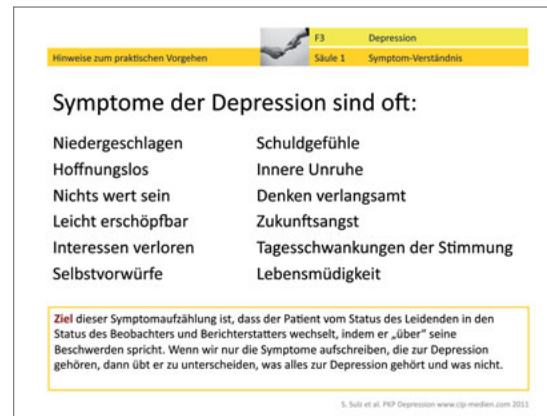 F3 Depression
Hinweise zum praktischen Vorgehen Säule 1 Symptom-Verständnis
Symptome der Depression sind oft:
Niedergeschlagen Schuldgefühle
Hoffnungslos Innere Unruhe
Nichts wert sein Denken verlangsamt
Leicht erschöpfbar Zukunftsangst
Interessen verloren Tagesschwankungen der Stimmung
Selbstvorwürfe Lebensmüdigkeit
Ziel dieser Symptomaufzählung ist, dass der Patient vom Status des Leidenden in den
Status des Beobachters und Berichterstatters wechselt, indem er „über“ seine
Beschwerden spricht. Wenn wir nur die Symptome aufschreiben, die zur Depression
gehören, dann übt er zu unterscheiden, was alles zur Depression gehört und was nicht.
S. Sulz et al. PKP Depression www.cip-medien.com 2011